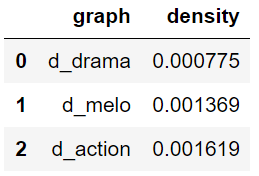 graph density
0 d_drama 0.000775
1 d_melo 0.001369
2 d_action 0.001619